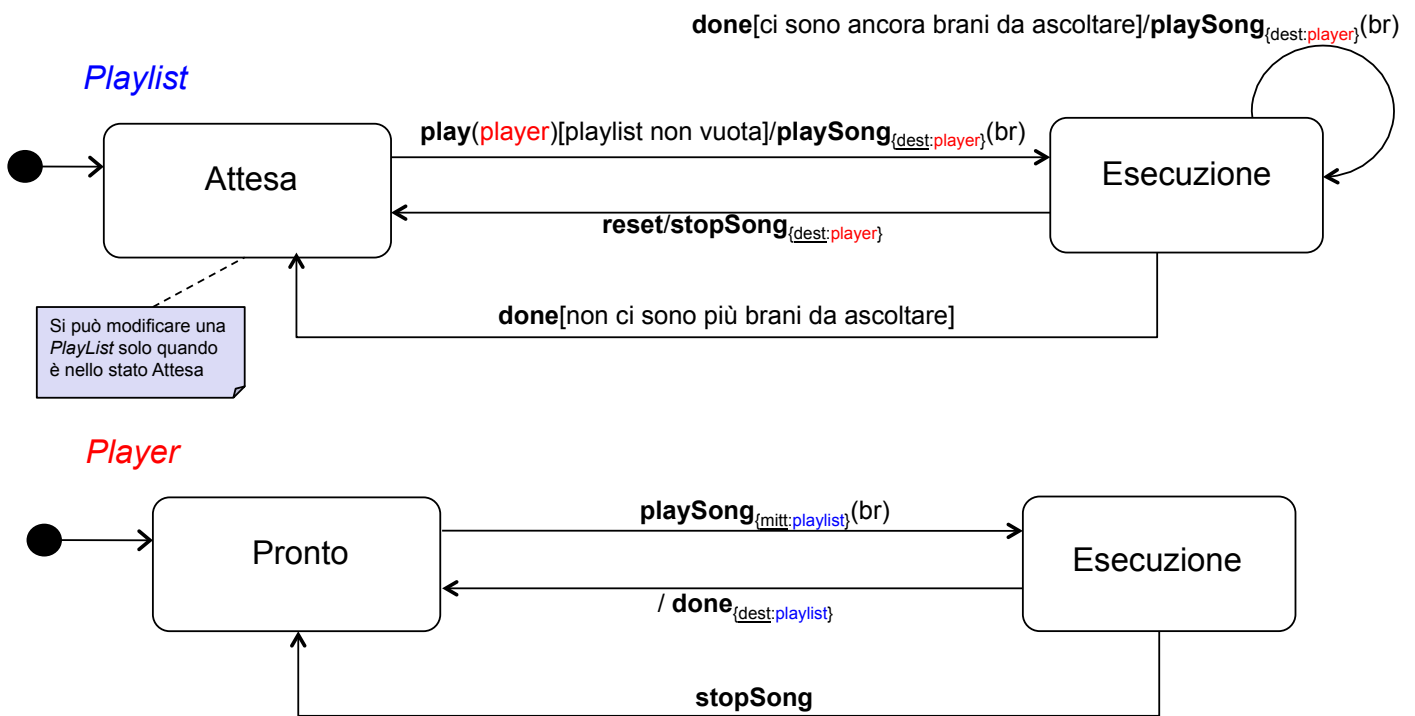 done[ci sono ancora brani da ascoltare]/playSong{dest:player}(br)
Playlist
play(player)[playlist non vuota]/playSong{dest:player}(br)
Attesa
Esecuzione
reset/stopSong{dest:player}
done[non ci sono più brani da ascoltare]
Si può modificare una
PlayList solo quando
è nello stato Attesa
Player
playSong{mitt:playlist}(br)
Pronto
Esecuzione
/ done{dest:playlist}
stopSong